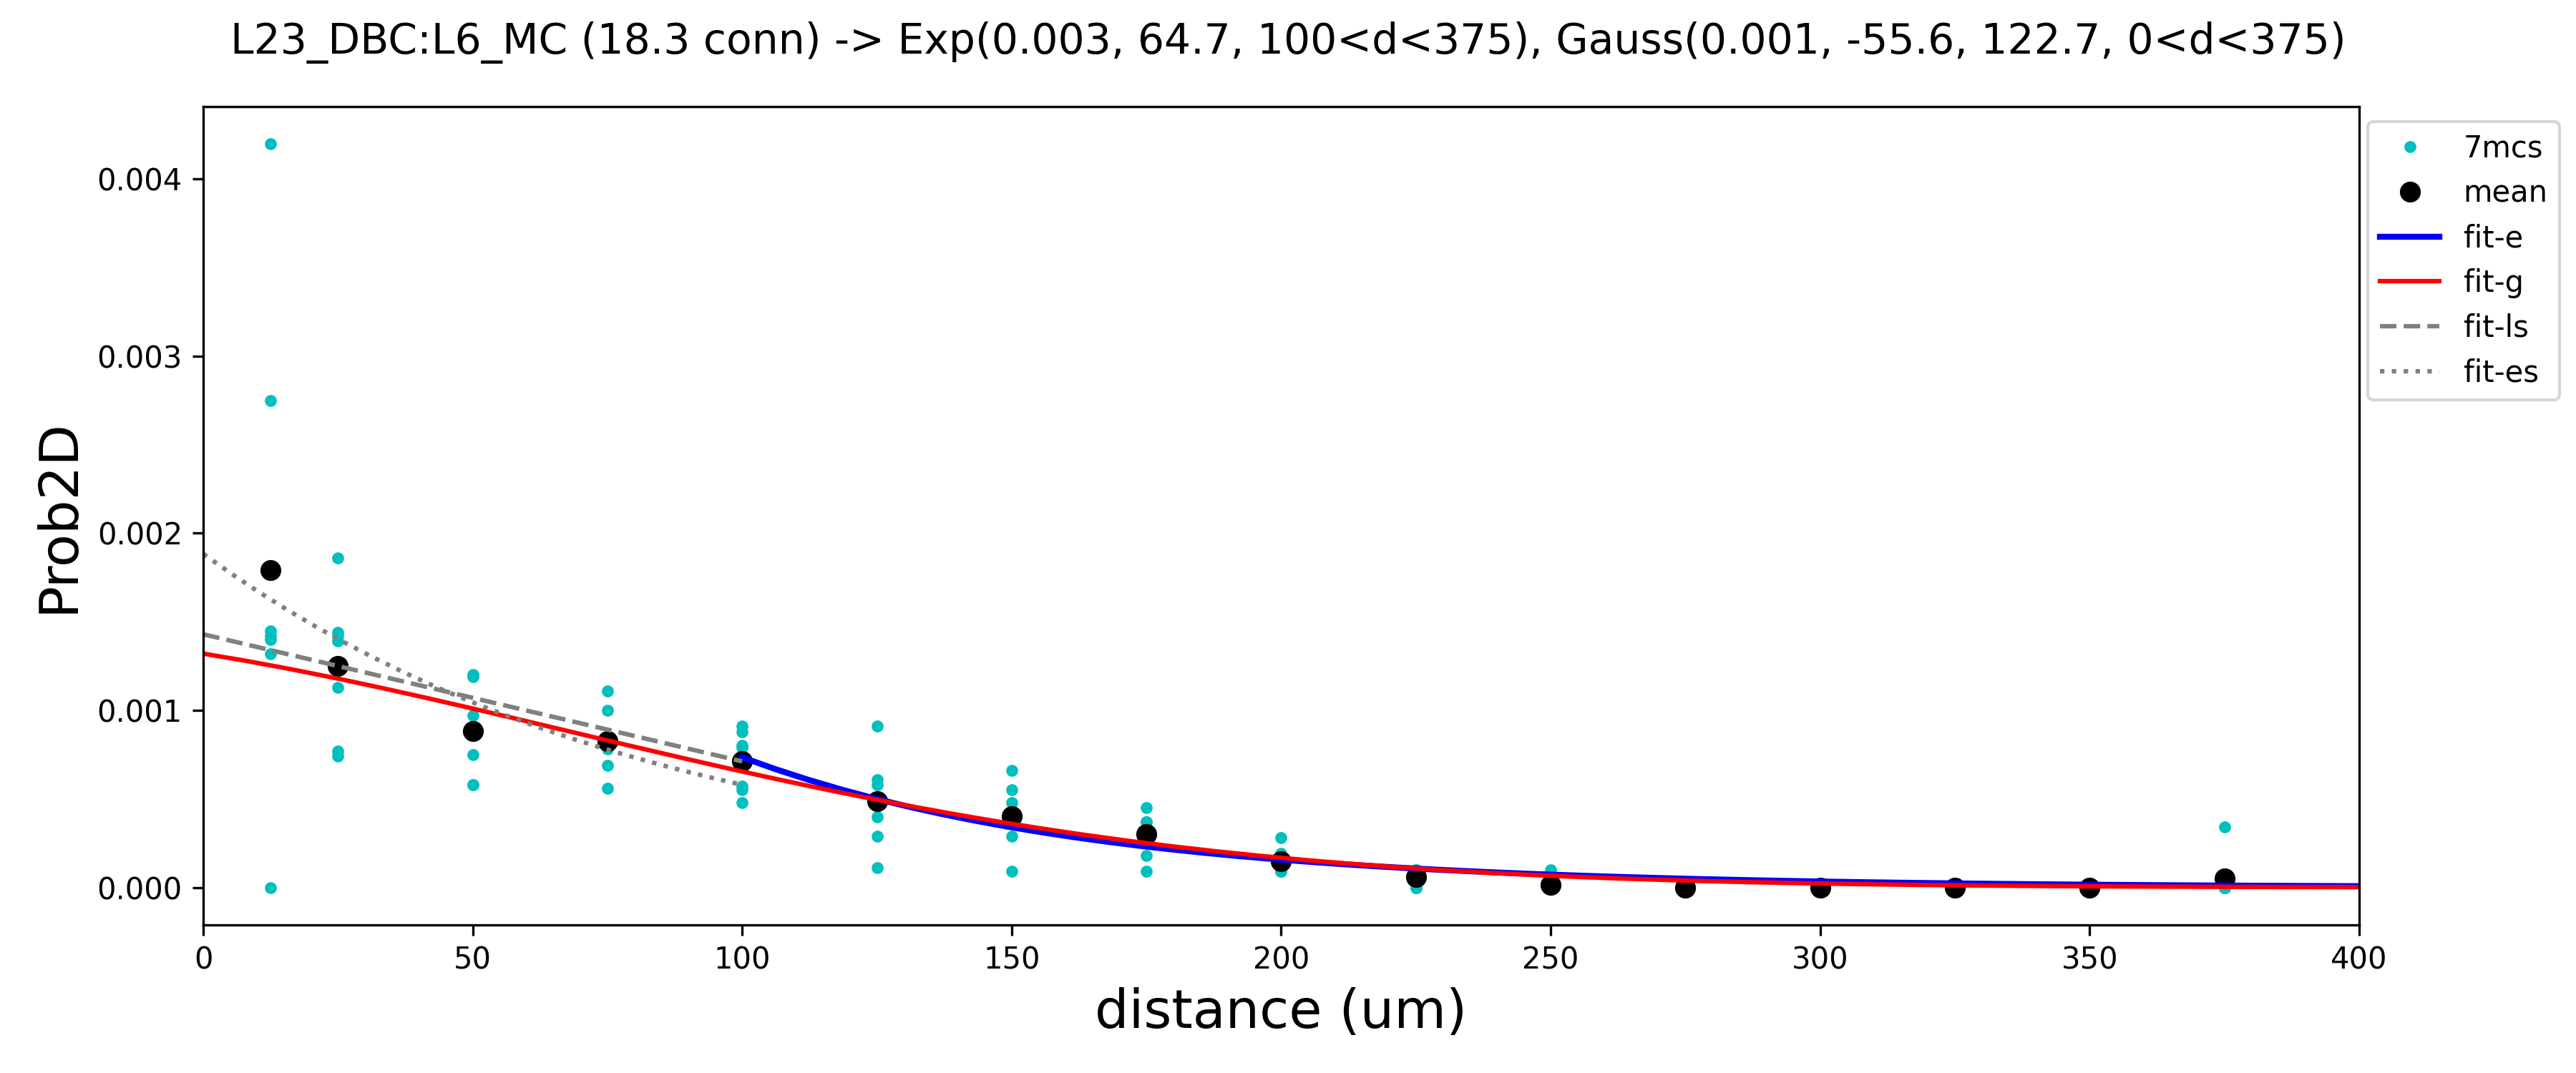 L23_DBC:L6_MC (18.3 conn) -> Exp(0.003, 64.7, 100<d<375), Gauss(0.001, -55.6, 122.7, 0<d<375)
7mcs
mean
fit-e
fit-g
fit-ls
fit-es
Prob2D
0.004
0.003
0.002
0.001
0.000
0 50 100 150 200 250 300 350 400
distance (um)